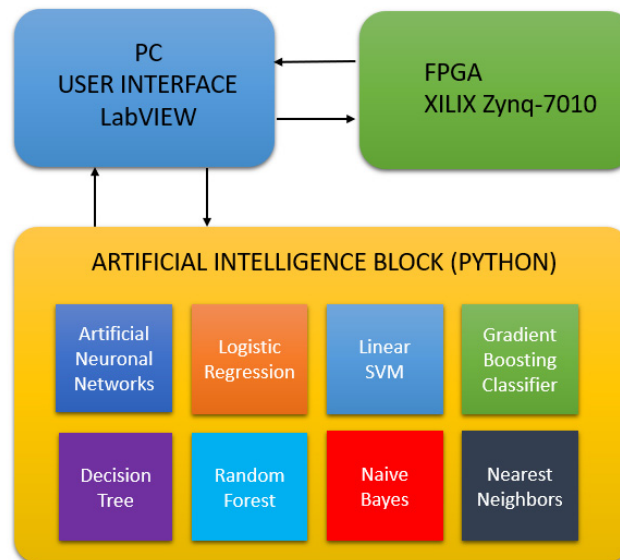 PC
USER INTERFACE
LabVIEW
FPGA
XILIX Zynq-7010
ARTIFICIAL INTELLIGENCE BLOCK (PYTHON)
Artificial
Neuronal
Networks
Logistic
Regression
Linear
SVM
Gradient
Boosting
Classifier
Decision
Tree
Random
Forest
Naive
Bayes
Nearest
Neighbors